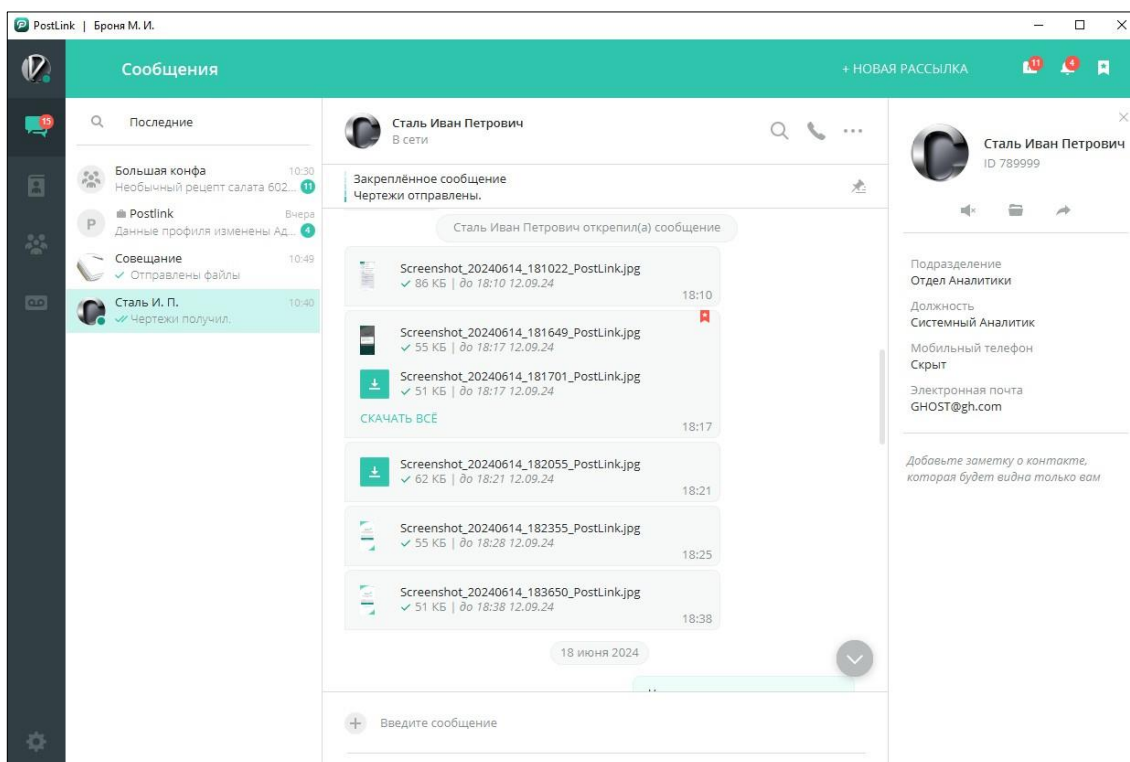 PostLink | Броня М. И.
Сообщения
+ НОВАЯ РАССЫЛКА
11
4
15
Последние
Большая конфа 10:30
Необычный рецепт салата 602... 11
P
Postlink Вчера
Данные профиля изменены Ад... 4
Совещание 10:49
Отправлены файлы
Сталь И. П. 10:40
Чертежи получил.
Сталь Иван Петрович
В сети
Закреплённое сообщение
Чертежи отправлены.
Сталь Иван Петрович открепил(а) сообщение
Screenshot_20240614_181022_PostLink.jpg
86 КБ | до 18:10 12.09.24
18:10
Screenshot_20240614_181649_PostLink.jpg
55 КБ | до 18:17 12.09.24
Screenshot_20240614_181701_PostLink.jpg
51 КБ | до 18:17 12.09.24
СКАЧАТЬ ВСЁ
18:17
Screenshot_20240614_182055_PostLink.jpg
62 КБ | до 18:21 12.09.24
18:21
Screenshot_20240614_182355_PostLink.jpg
55 КБ | до 18:28 12.09.24
18:25
Screenshot_20240614_183650_PostLink.jpg
51 КБ | до 18:38 12.09.24
18:38
18 июня 2024
Введите сообщение
Сталь Иван Петрович
ID 789999
Подразделение
Отдел Аналитики
Должность
Системный Аналитик
Мобильный телефон
Скрыт
Электронная почта
GHOST@gh.com
Добавьте заметку о контакте,
которая будет видна только вам